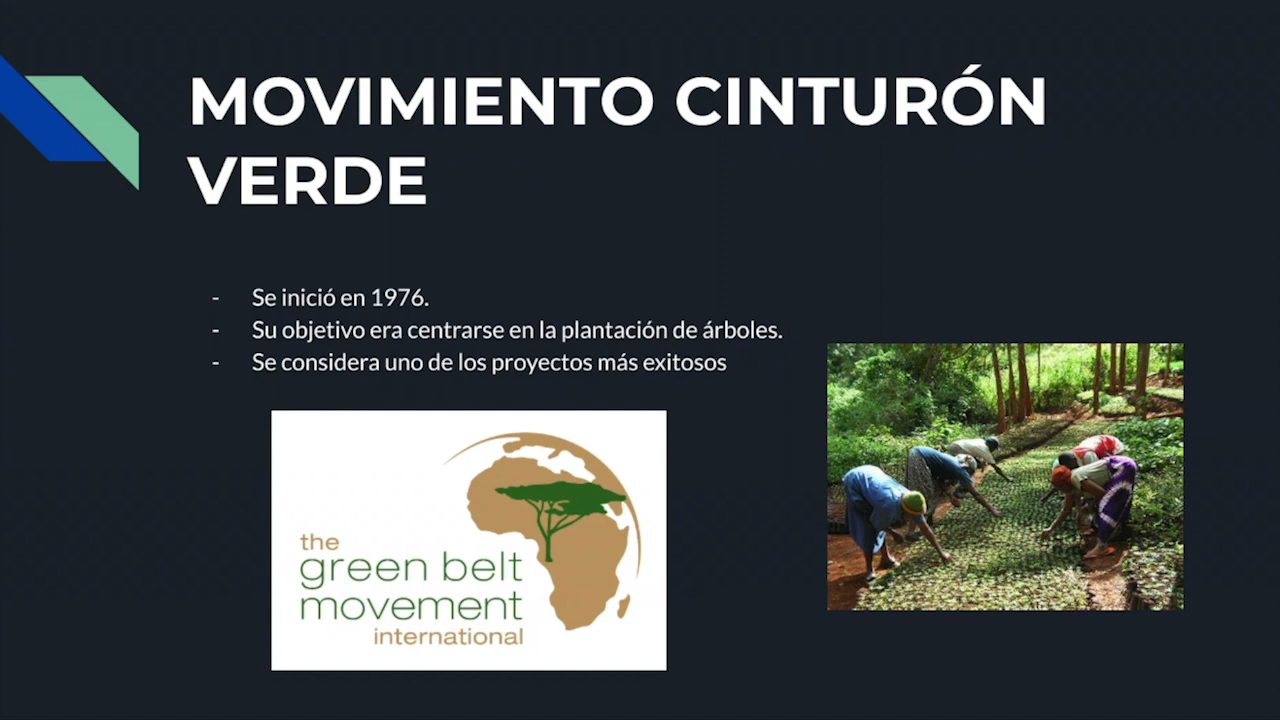 MOVIMIENTO CINTURÓN
VERDE
- Se inició en 1976.
- Su objetivo era centrarse en la plantación de árboles.
- Se considera uno de los proyectos más exitosos
the
green belt
movement
international